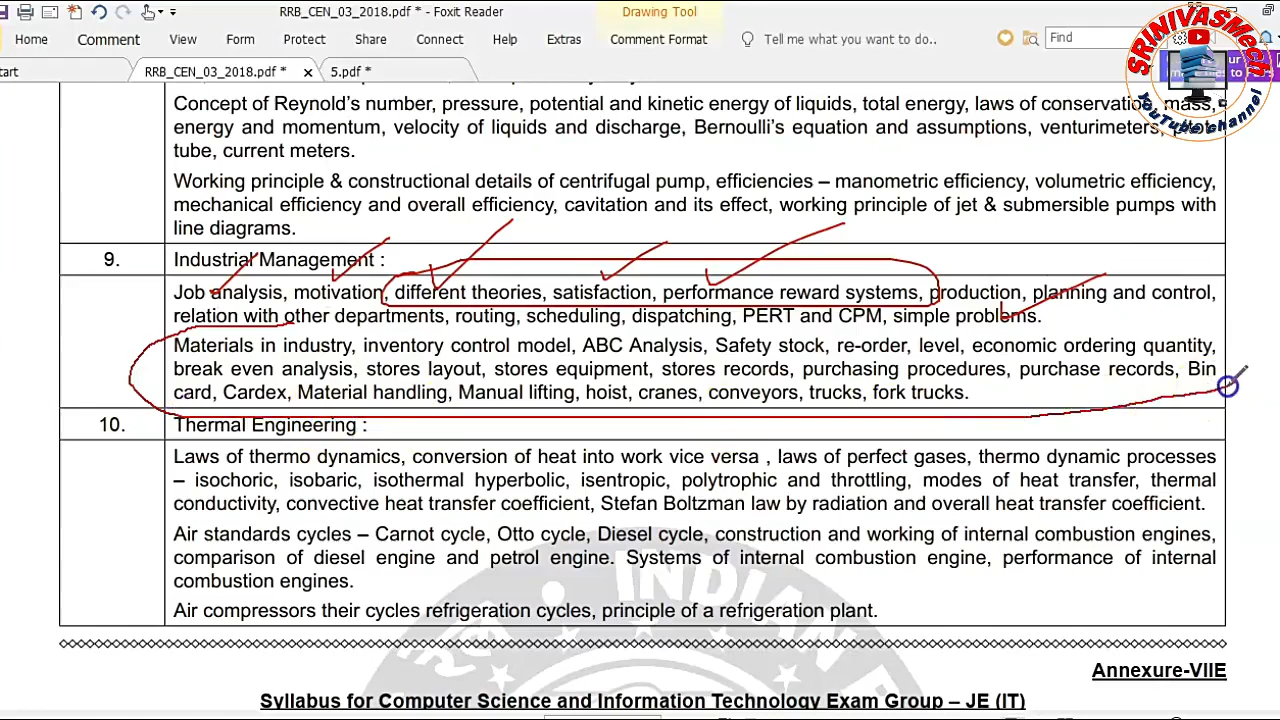 RRB_CEN_03_2018.pdf * - Foxit Reader
Drawing Tool
Home Comment View Form Protect Share Connect Help Extras Comment Format Tell me what you want to do.. Find
tart RRB_CEN_03_2018.pdf * x 5.pdf *
SRINIVASMech
YouTube channel
Concept of Reynold's number, pressure, potential and kinetic energy of liquids, total energy, laws of conservation, mass,
energy and momentum, velocity of liquids and discharge, Bernoulli's equation and assumptions, venturimeters,
tube, current meters.
Working principle & constructional details of centrifugal pump, efficiencies – manometric efficiency, volumetric efficiency,
mechanical efficiency and overall efficiency, cavitation and its effect, working principle of jet & submersible pumps with
line diagrams.
9. Industrial Management :
Job analysis, motivation, different theories, satisfaction, performance reward systems, production, planning and control,
relation with other departments, routing, scheduling, dispatching, PERT and CPM, simple problems.
Materials in industry, inventory control model, ABC Analysis, Safety stock, re-order, level, economic ordering quantity,
break even analysis, stores layout, stores equipment, stores records, purchasing procedures, purchase records, Bin
card, Cardex, Material handling, Manual lifting, hoist, cranes, conveyors, trucks, fork trucks.
10. Thermal Engineering :
Laws of thermo dynamics, conversion of heat into work vice versa , laws of perfect gases, thermo dynamic processes
– isochoric, isobaric, isothermal hyperbolic, isentropic, polytrophic and throttling, modes of heat transfer, thermal
conductivity, convective heat transfer coefficient, Stefan Boltzman law by radiation and overall heat transfer coefficient.
Air standards cycles – Carnot cycle, Otto cycle, Diesel cycle, construction and working of internal combustion engines,
comparison of diesel engine and petrol engine. Systems of internal combustion engine, performance of internal
combustion engines.
Air compressors their cycles refrigeration cycles, principle of a refrigeration plant.
INDIAN
Annexure-VIIE
Syllabus for Computer Science and Information Technology Exam Group – JE (IT)